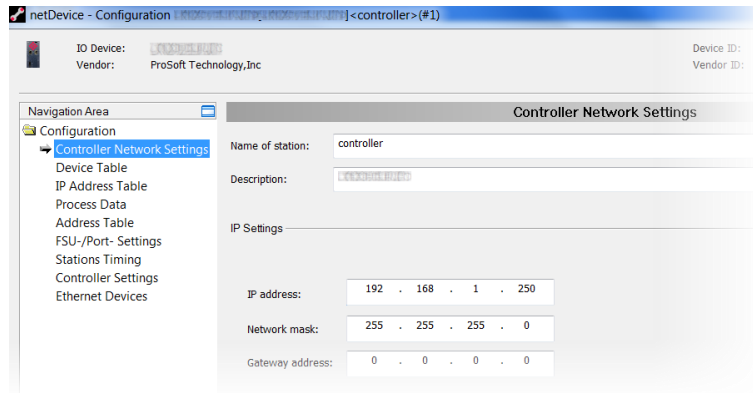 netDevice - Configuration ]<controller>(#1)
IO Device:
Device ID:
Vendor: ProSoft Technology,Inc
Vendor ID:
Navigation Area
Controller Network Settings
Configuration
Controller Network Settings
Device Table
IP Address Table
Process Data
Address Table
FSU-/Port- Settings
Stations Timing
Controller Settings
Ethernet Devices
Name of station: controller
Description:
IP Settings
IP address: 192 . 168 . 1 . 250
Network mask: 255 . 255 . 255 . 0
Gateway address: 0 . 0 . 0 . 0